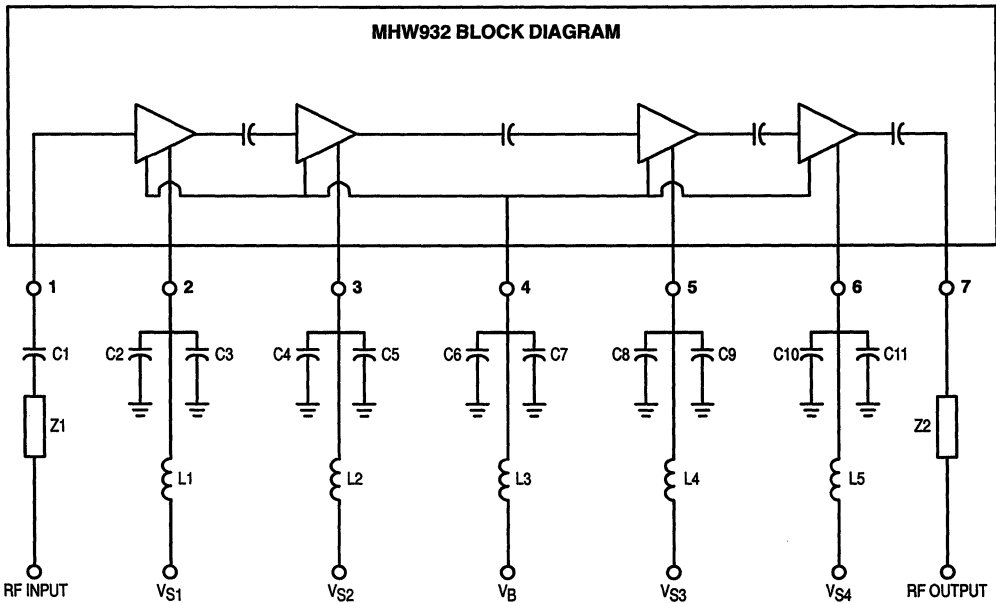 MHW932 BLOCK DIAGRAM
1
2
3
4
5
6
7
C1
C2
C3
C4
C5
C6
C7
C8
C9
C10
C11
Z1
Z2
L1
L2
L3
L4
L5
RF INPUT
VS1
VS2
VB
VS3
VS4
RF OUTPUT